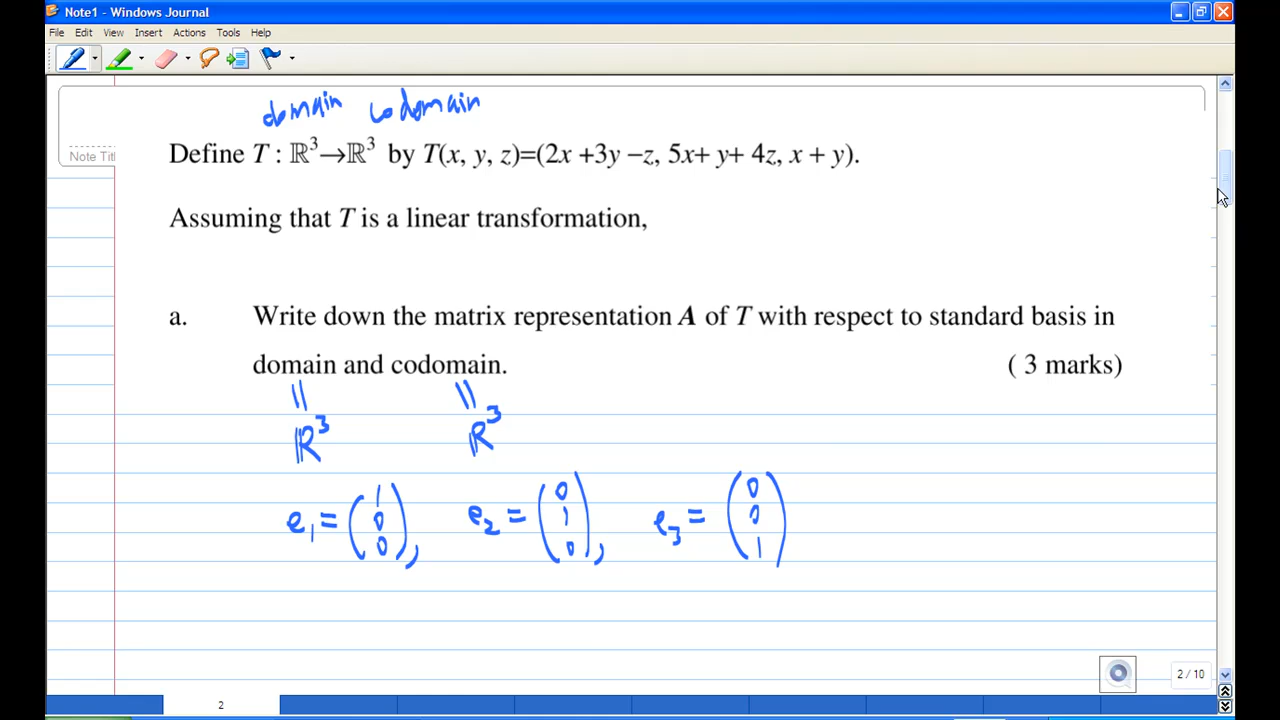 Note1 - Windows Journal
File Edit View Insert Actions Tools Help
domain codomain
Define T : ℝ³→ℝ³ by T(x, y, z)=(2x +3y −z, 5x+ y+ 4z, x + y).
Note Titl
Assuming that T is a linear transformation,
a. Write down the matrix representation A of T with respect to standard basis in
domain and codomain. ( 3 marks)
|| ||
ℝ³ ℝ³
e₁ = (1 0 0), e₂ = (0 1 0), e₃ = (0 0 1)
2 / 10
2